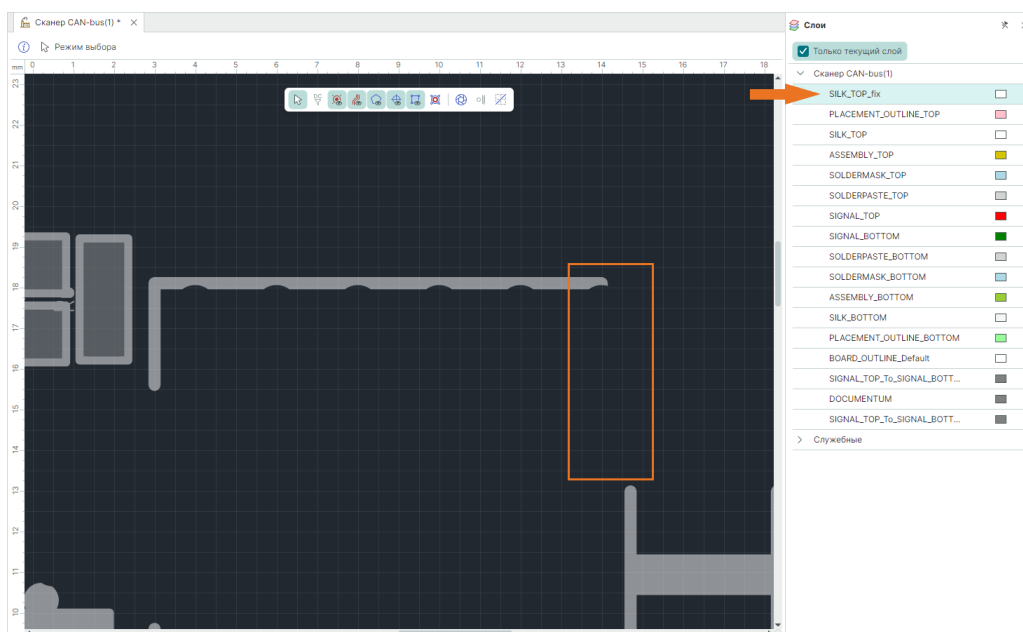 Сканер CAN-bus(1) *
Режим выбора
mm 0 1 2 3 4 5 6 7 8 9 10 11 12 13 14 15 16 17 18
23
22
21
20
19
18
17
16
15
14
13
12
11
10
DC
Слои
Только текущий слой
Сканер CAN-bus(1)
SILK_TOP_fix
PLACEMENT_OUTLINE_TOP
SILK_TOP
ASSEMBLY_TOP
SOLDERMASK_TOP
SOLDERPASTE_TOP
SIGNAL_TOP
SIGNAL_BOTTOM
SOLDERPASTE_BOTTOM
SOLDERMASK_BOTTOM
ASSEMBLY_BOTTOM
SILK_BOTTOM
PLACEMENT_OUTLINE_BOTTOM
BOARD_OUTLINE_Default
SIGNAL_TOP_To_SIGNAL_BOTT...
DOCUMENTUM
SIGNAL_TOP_To_SIGNAL_BOTT...
Служебные